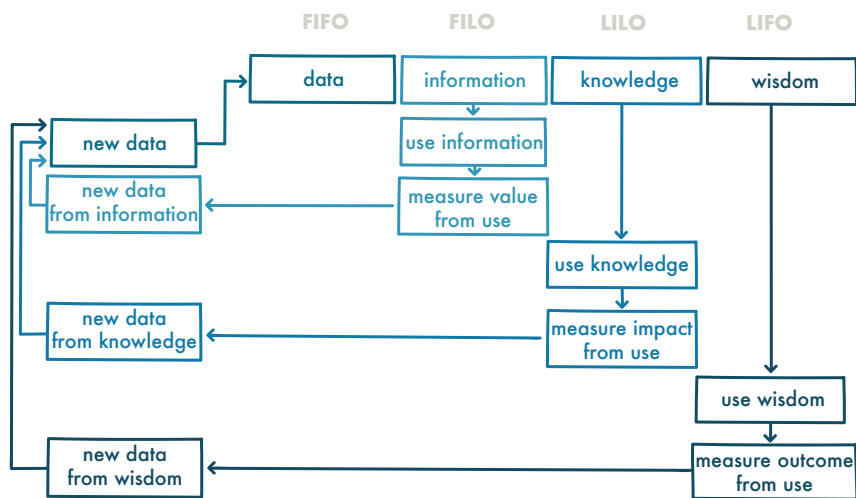 FIFO FILO LILO LIFO
data information knowledge wisdom
new data use information
new data
from information
measure value
from use
use knowledge
new data
from knowledge
measure impact
from use
use wisdom
new data
from wisdom
measure outcome
from use